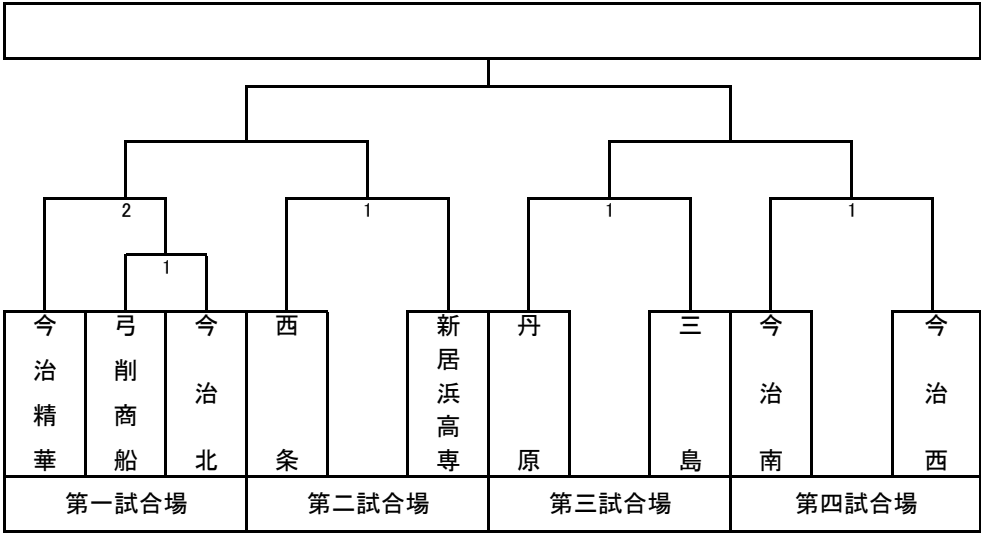 2
1
1
1
1
今治精華
弓削商船
今治北
西条
新居浜高専
丹原
三島
今治南
今治西
第一試合場
第二試合場
第三試合場
第四試合場